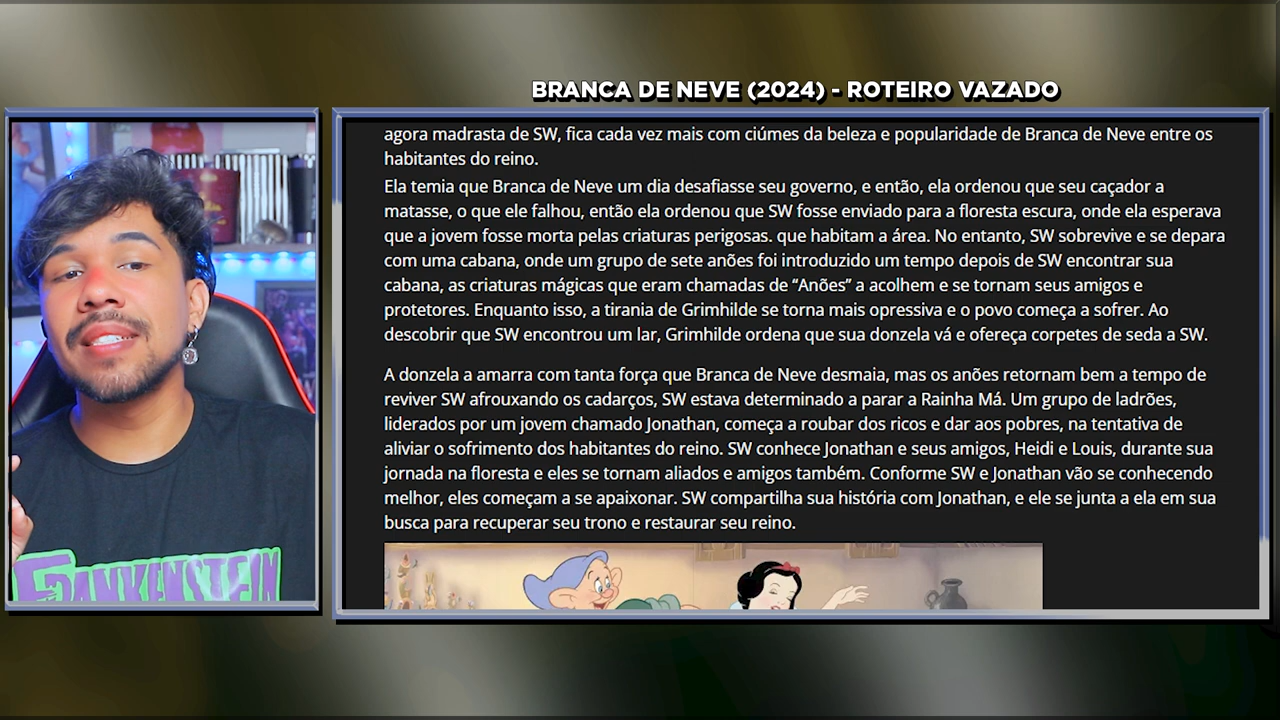 BRANCA DE NEVE (2024) - ROTEIRO VAZADO
agora madrasta de SW, fica cada vez mais com ciúmes da beleza e popularidade de Branca de Neve entre os
habitantes do reino.
Ela temia que Branca de Neve um dia desafiasse seu governo, e então, ela ordenou que seu caçador a
matasse, o que ele falhou, então ela ordenou que SW fosse enviado para a floresta escura, onde ela esperava
que a jovem fosse morta pelas criaturas perigosas. que habitam a área. No entanto, SW sobrevive e se depara
com uma cabana, onde um grupo de sete anões foi introduzido um tempo depois de SW encontrar sua
cabana, as criaturas mágicas que eram chamadas de “Anões” a acolhem e se tornam seus amigos e
protetores. Enquanto isso, a tirania de Grimhilde se torna mais opressiva e o povo começa a sofrer. Ao
descobrir que SW encontrou um lar, Grimhilde ordena que sua donzela vá e ofereça corpetes de seda a SW.
A donzela a amarra com tanta força que Branca de Neve desmaia, mas os anões retornam bem a tempo de
reviver SW afrouxando os cadarços, SW estava determinado a parar a Rainha Má. Um grupo de ladrões,
liderados por um jovem chamado Jonathan, começa a roubar dos ricos e dar aos pobres, na tentativa de
aliviar o sofrimento dos habitantes do reino. SW conhece Jonathan e seus amigos, Heidi e Louis, durante sua
jornada na floresta e eles se tornam aliados e amigos também. Conforme SW e Jonathan vão se conhecendo
melhor, eles começam a se apaixonar. SW compartilha sua história com Jonathan, e ele se junta a ela em sua
busca para recuperar seu trono e restaurar seu reino.
FRANKENSTEIN